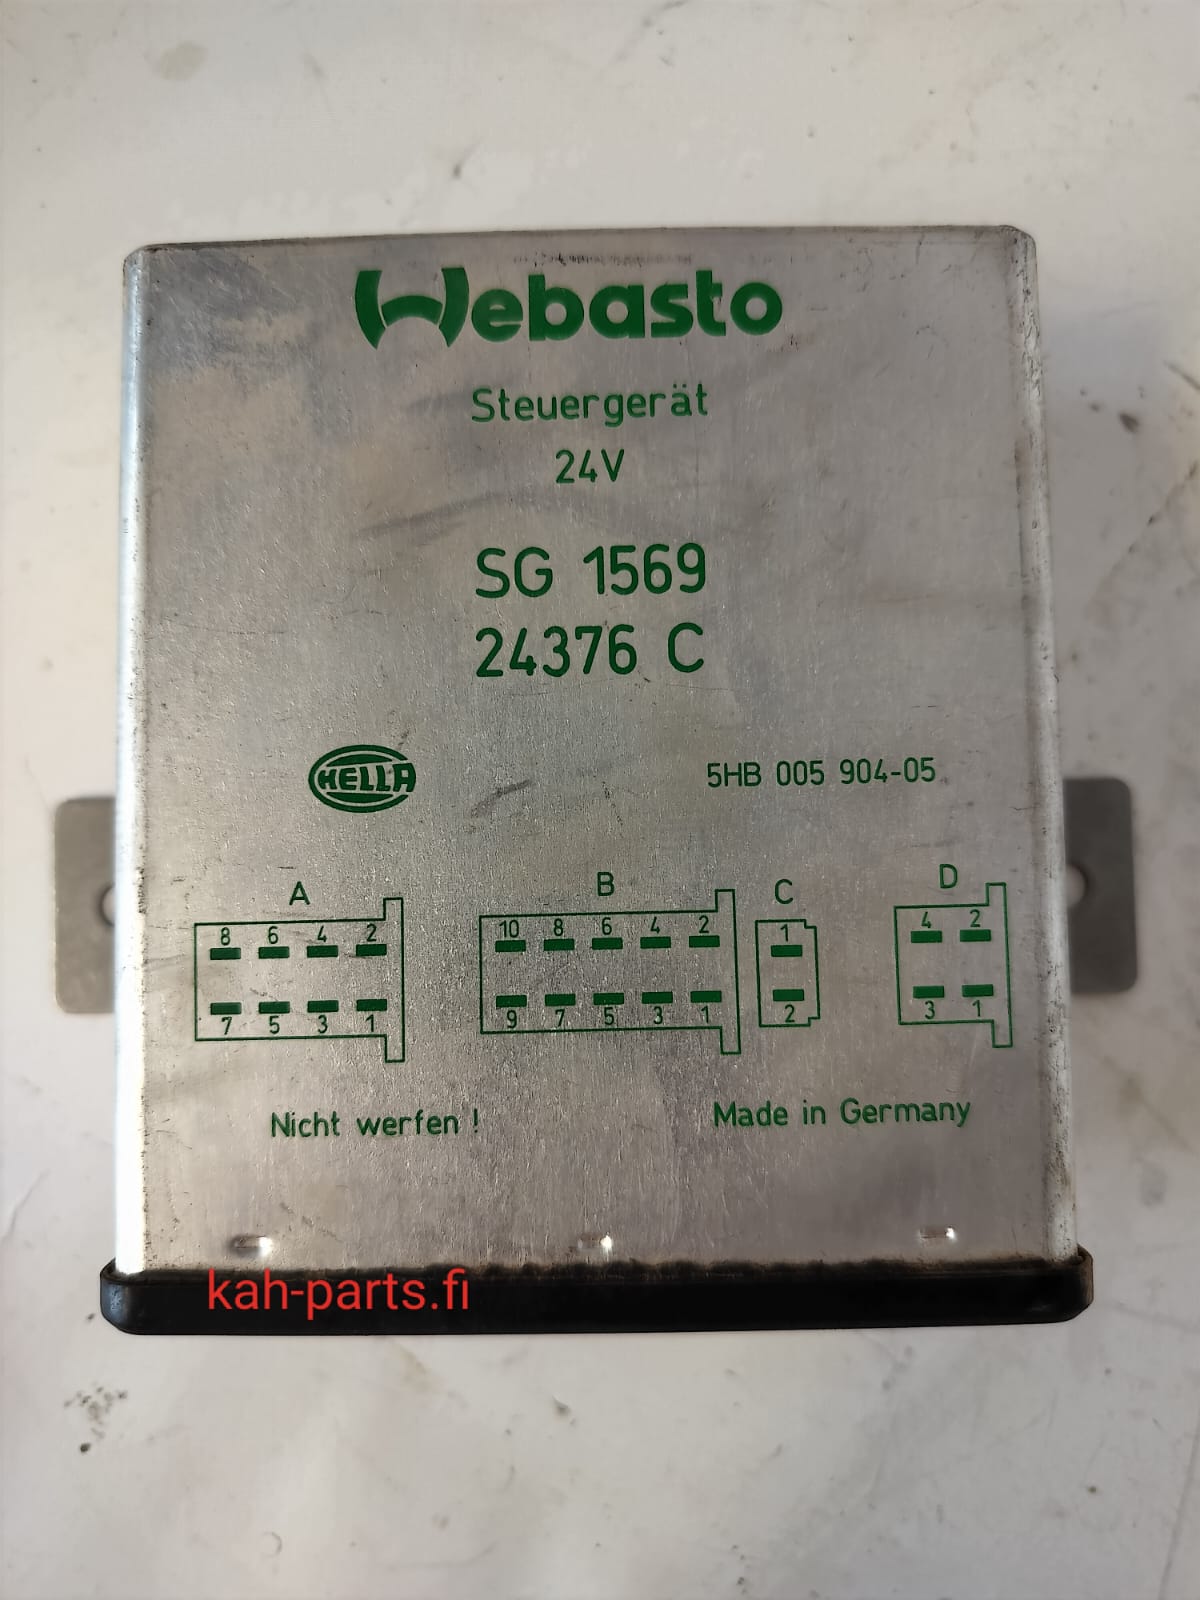 Webasto
Steuergerät
24V
SG 1569
24376 C
HELLA
5HB 005 904-05
A
B
C
D
8 6 4 2
10 8 6 4 2
1
4 2
7 5 3 1
9 7 5 3 1
2
3 1
Nicht werfen !
Made in Germany
kah-parts.fi